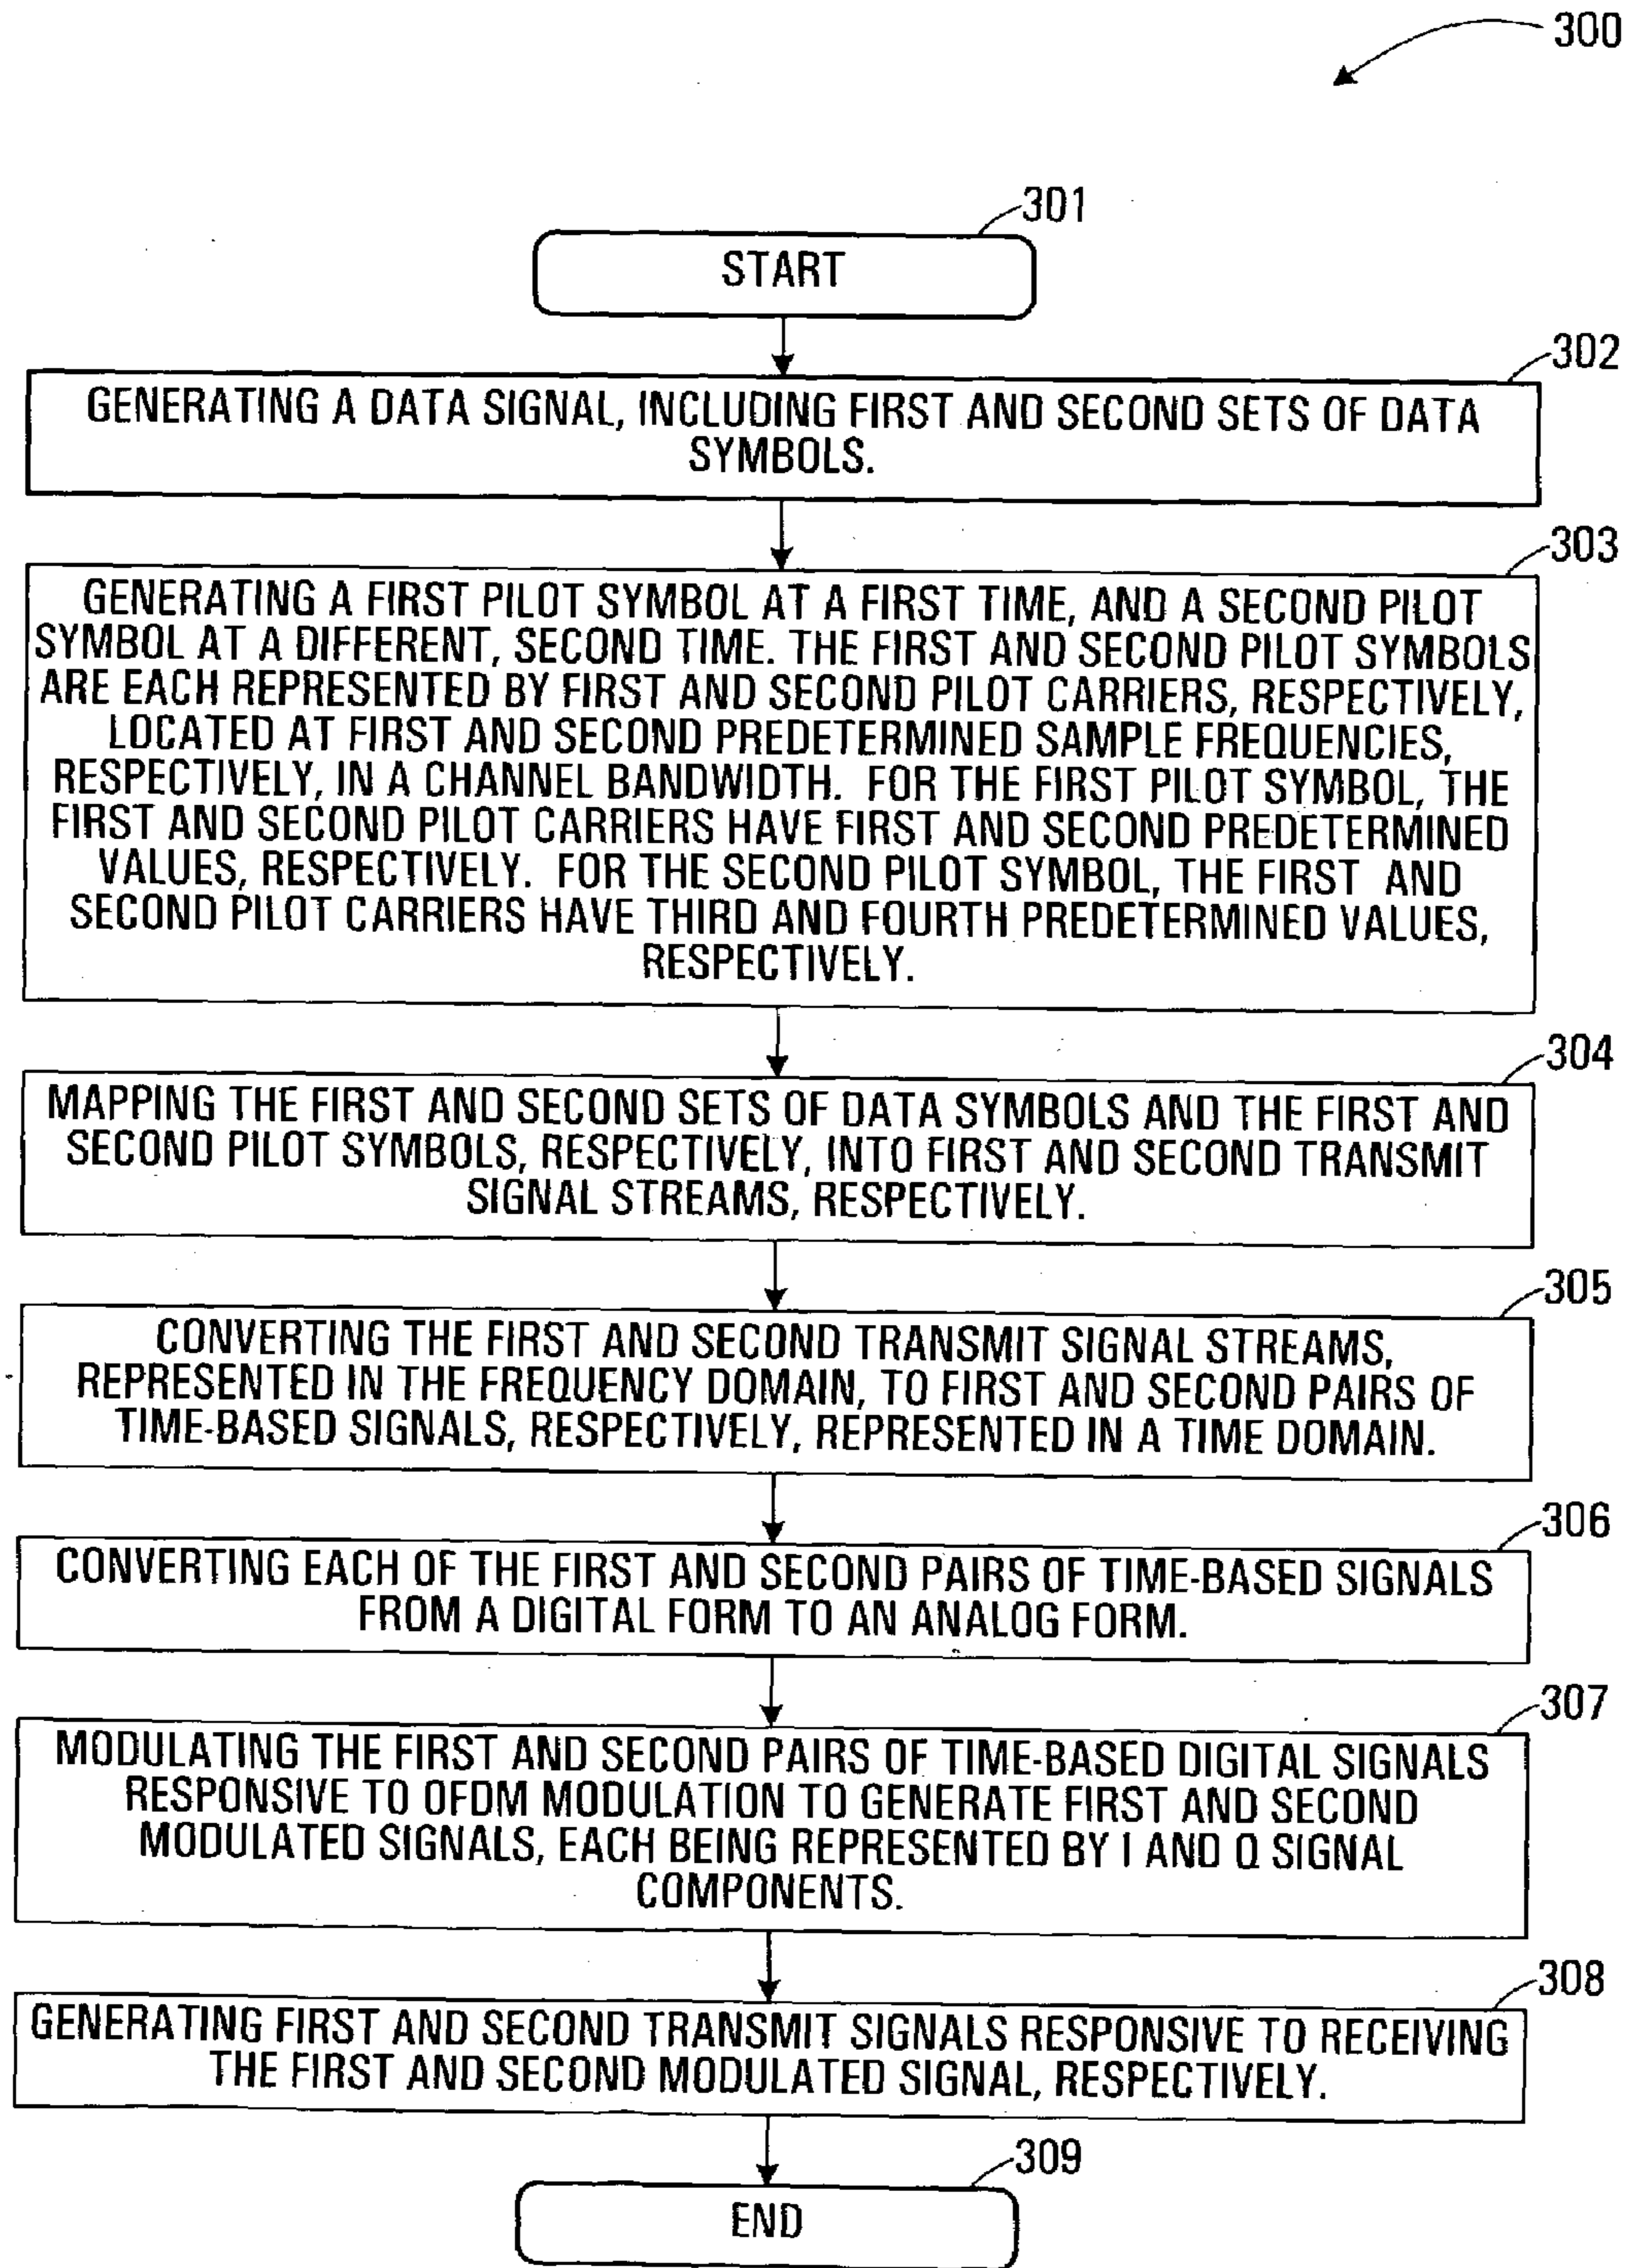 300
301
START
302
GENERATING A DATA SIGNAL, INCLUDING FIRST AND SECOND SETS OF DATA
SYMBOLS.
303
GENERATING A FIRST PILOT SYMBOL AT A FIRST TIME, AND A SECOND PILOT
SYMBOL AT A DIFFERENT, SECOND TIME. THE FIRST AND SECOND PILOT SYMBOLS
ARE EACH REPRESENTED BY FIRST AND SECOND PILOT CARRIERS, RESPECTIVELY,
LOCATED AT FIRST AND SECOND PREDETERMINED SAMPLE FREQUENCIES,
RESPECTIVELY, IN A CHANNEL BANDWIDTH. FOR THE FIRST PILOT SYMBOL, THE
FIRST AND SECOND PILOT CARRIERS HAVE FIRST AND SECOND PREDETERMINED
VALUES, RESPECTIVELY. FOR THE SECOND PILOT SYMBOL, THE FIRST AND
SECOND PILOT CARRIERS HAVE THIRD AND FOURTH PREDETERMINED VALUES,
RESPECTIVELY.
304
MAPPING THE FIRST AND SECOND SETS OF DATA SYMBOLS AND THE FIRST AND
SECOND PILOT SYMBOLS, RESPECTIVELY, INTO FIRST AND SECOND TRANSMIT
SIGNAL STREAMS, RESPECTIVELY.
305
CONVERTING THE FIRST AND SECOND TRANSMIT SIGNAL STREAMS,
REPRESENTED IN THE FREQUENCY DOMAIN, TO FIRST AND SECOND PAIRS OF
TIME-BASED SIGNALS, RESPECTIVELY, REPRESENTED IN A TIME DOMAIN.
306
CONVERTING EACH OF THE FIRST AND SECOND PAIRS OF TIME-BASED SIGNALS
FROM A DIGITAL FORM TO AN ANALOG FORM.
307
MODULATING THE FIRST AND SECOND PAIRS OF TIME-BASED DIGITAL SIGNALS
RESPONSIVE TO OFDM MODULATION TO GENERATE FIRST AND SECOND
MODULATED SIGNALS, EACH BEING REPRESENTED BY I AND Q SIGNAL
COMPONENTS.
308
GENERATING FIRST AND SECOND TRANSMIT SIGNALS RESPONSIVE TO RECEIVING
THE FIRST AND SECOND MODULATED SIGNAL, RESPECTIVELY.
309
END